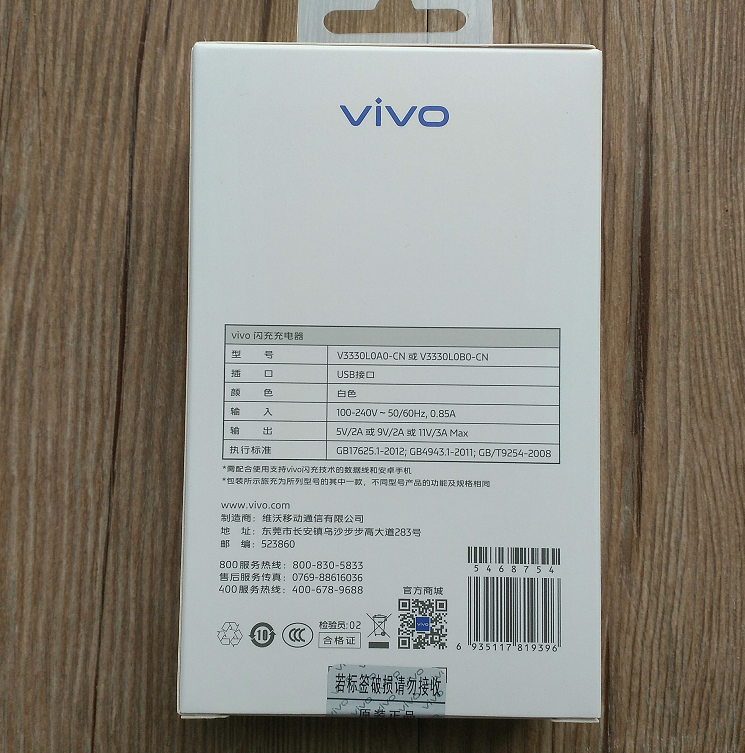 vivo
vivo 闪充充电器
型 号 V3330L0A0-CN 或 V3330L0B0-CN
插 口 USB接口
颜 色 白色
输 入 100-240V ~ 50/60Hz, 0.85A
输 出 5V/2A 或 9V/2A 或 11V/3A Max
执行标准 GB17625.1-2012; GB4943.1-2011; GB/T9254-2008
*需配合使用支持vivo闪充技术的数据线和安卓手机
*包装所示旅充为所列型号的其中一款，不同型号产品的功能及规格相同
www.vivo.com
制造商：维沃移动通信有限公司
地 址：东莞市长安镇乌沙步步高大道283号
邮 编：523860
800服务热线：800-830-5833
售后服务传真：0769-88616036
400服务热线：400-678-9688
官方商城
5468754
10
CCC
检验员:02
合格证
vivo
6 935117 819396
若标签破损请勿接收
原装正品